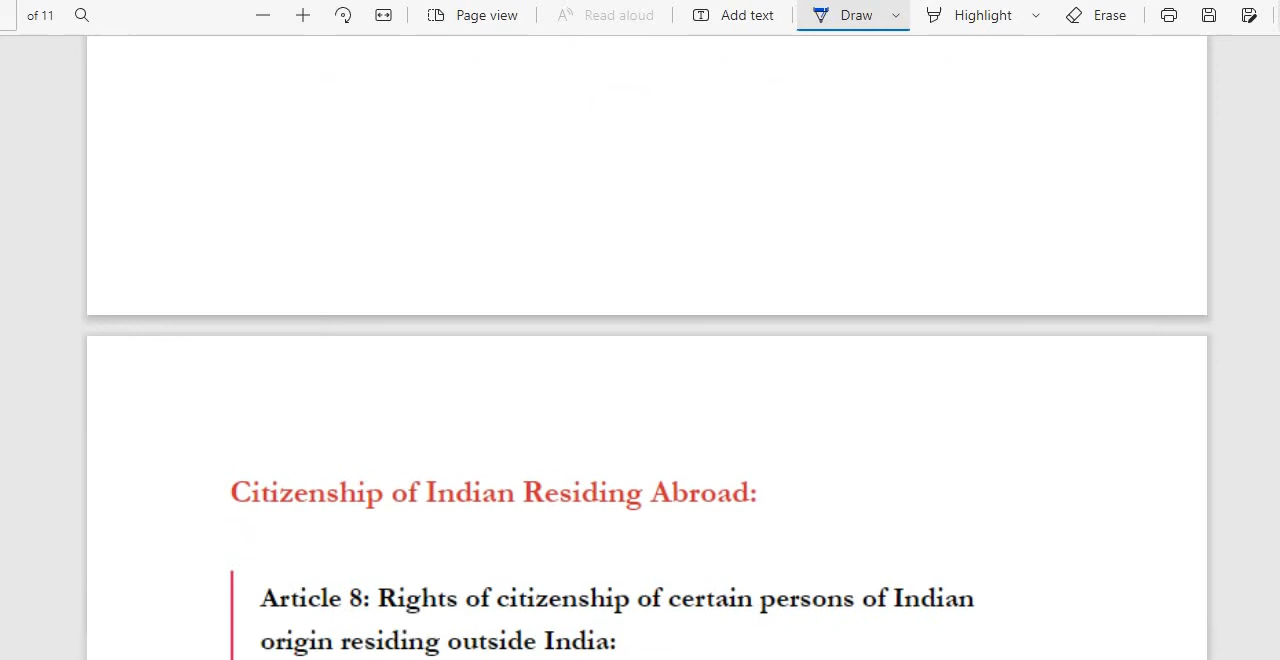 of 11 Page view Read aloud Add text Draw Highlight Erase
Citizenship of Indian Residing Abroad:
Article 8: Rights of citizenship of certain persons of Indian
origin residing outside India: